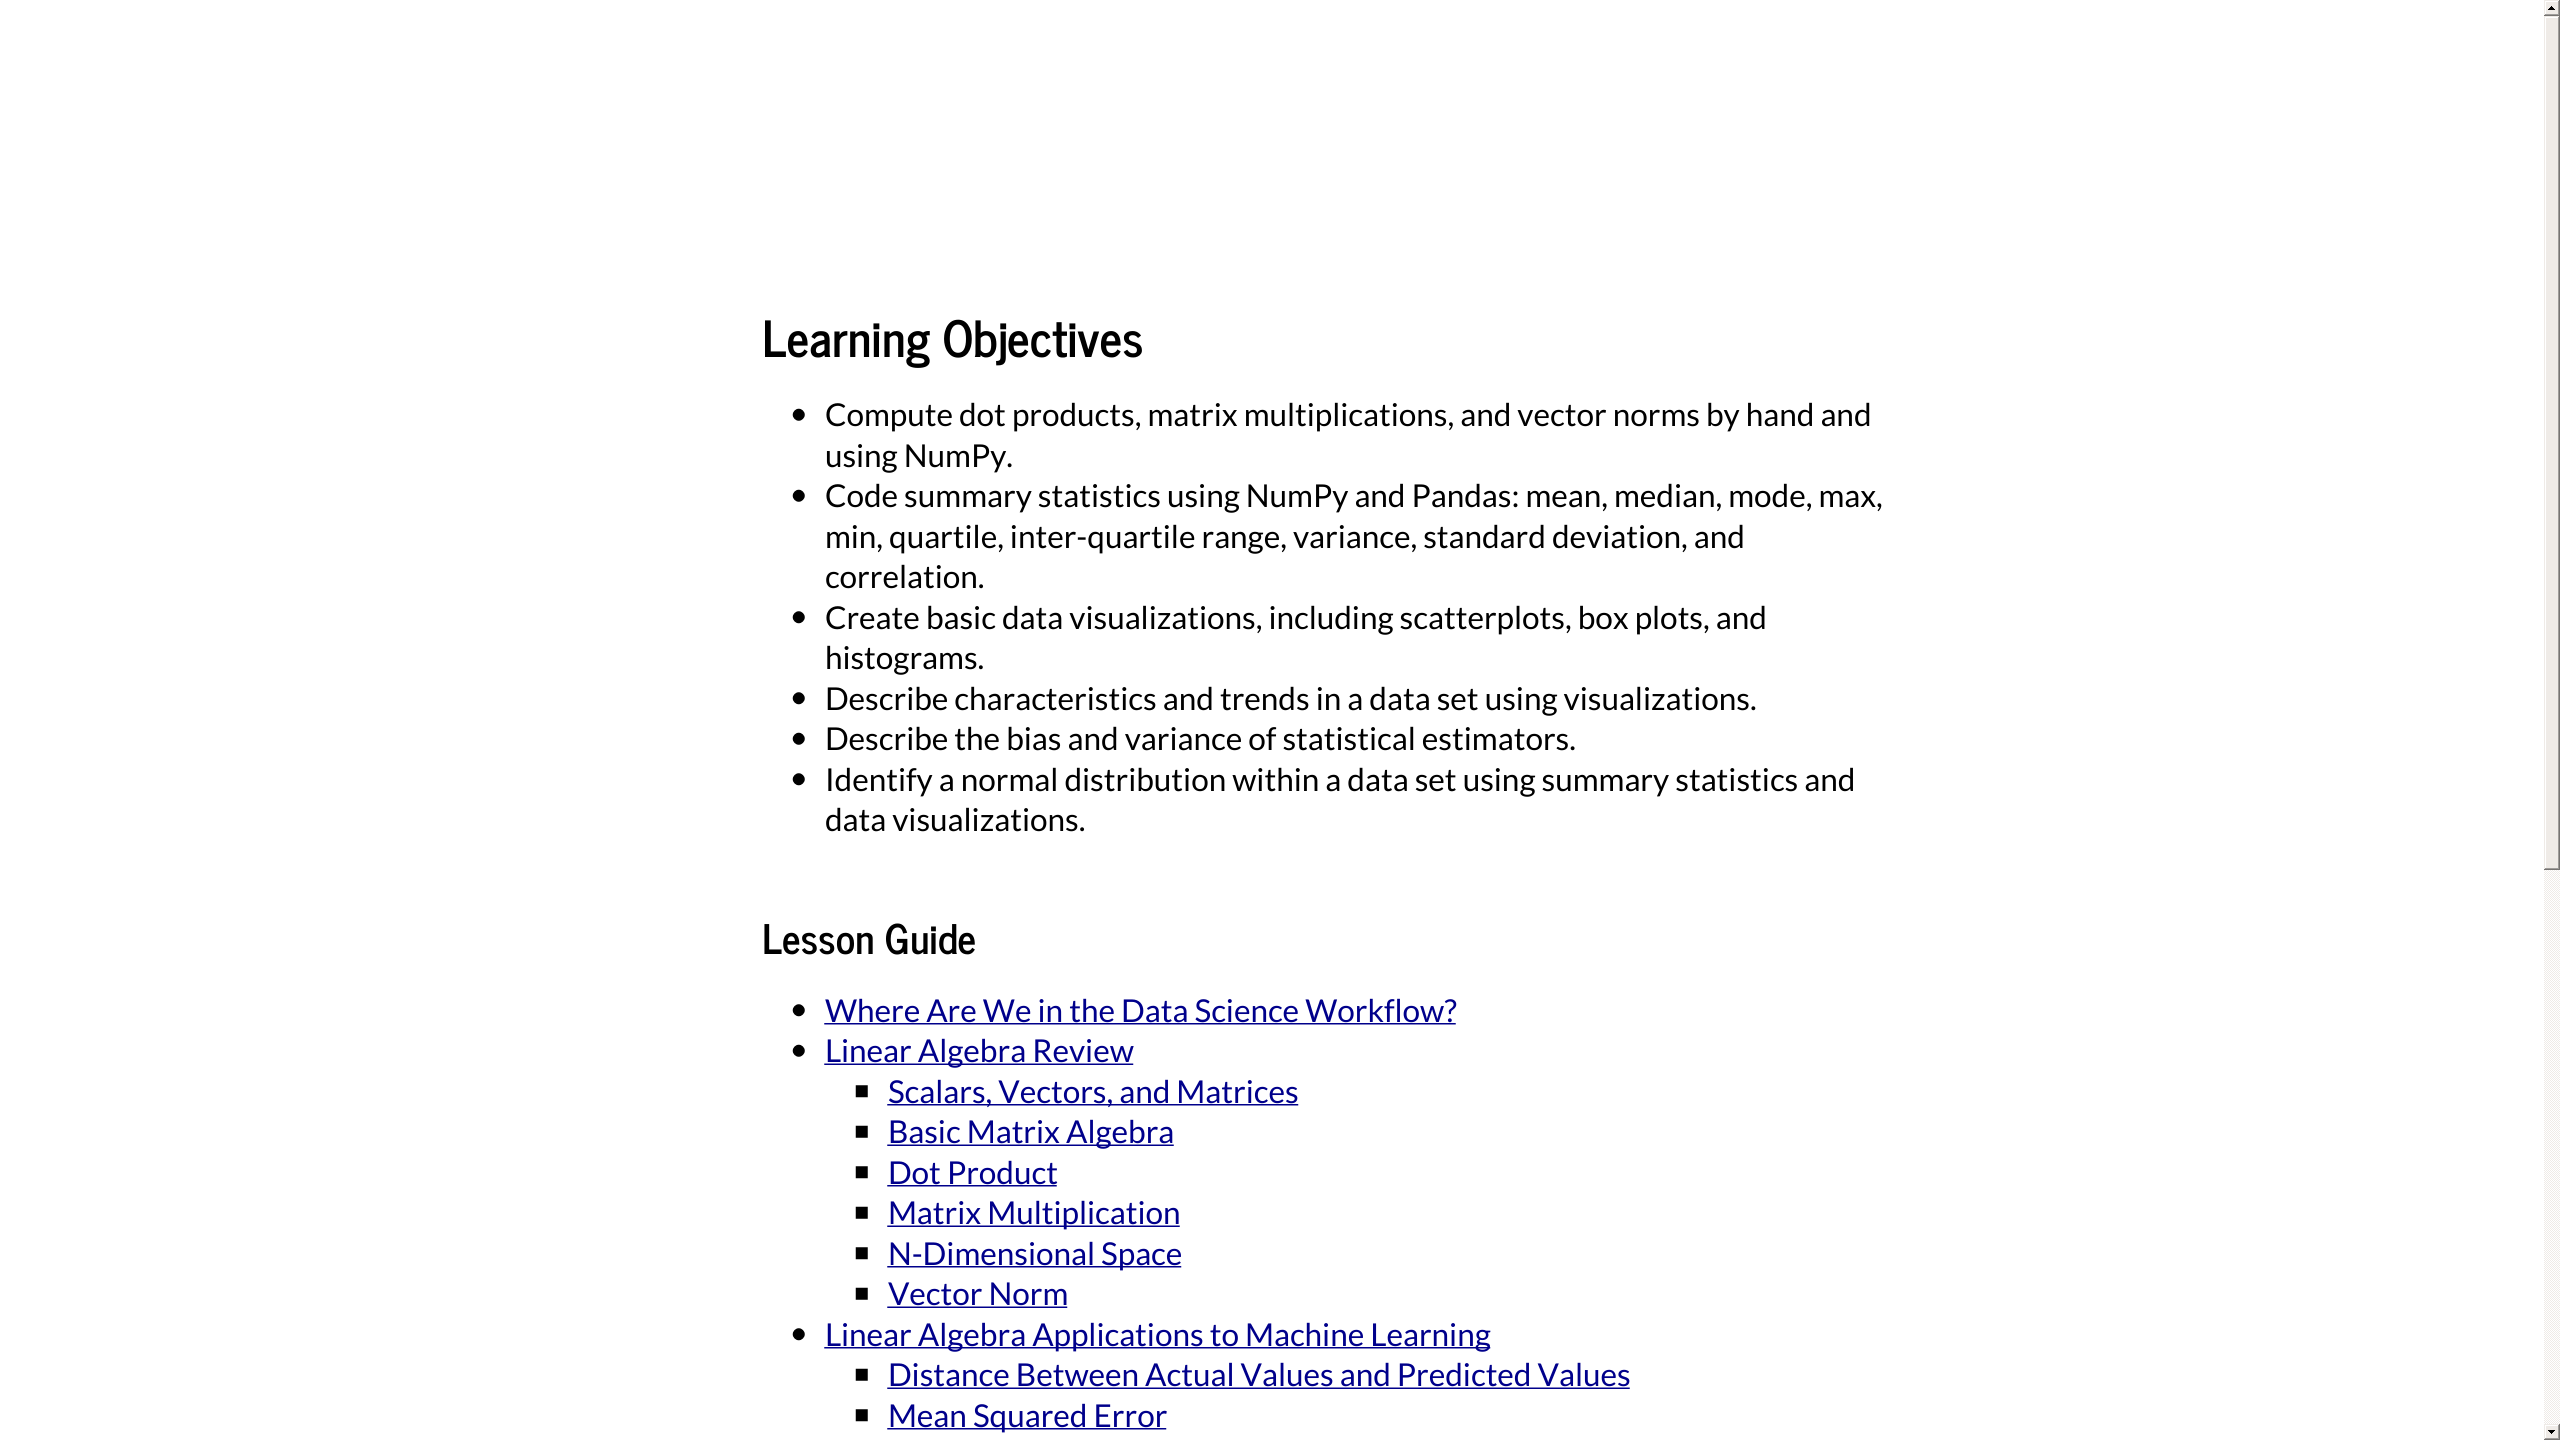 Learning Objectives
Compute dot products, matrix multiplications, and vector norms by hand and
using NumPy.
Code summary statistics using NumPy and Pandas: mean, median, mode, max,
min, quartile, inter-quartile range, variance, standard deviation, and
correlation.
Create basic data visualizations, including scatterplots, box plots, and
histograms.
Describe characteristics and trends in a data set using visualizations.
Describe the bias and variance of statistical estimators.
Identify a normal distribution within a data set using summary statistics and
data visualizations.
Lesson Guide
Where Are We in the Data Science Workflow?
Linear Algebra Review
Scalars, Vectors, and Matrices
Basic Matrix Algebra
Dot Product
Matrix Multiplication
N-Dimensional Space
Vector Norm
Linear Algebra Applications to Machine Learning
Distance Between Actual Values and Predicted Values
Mean Squared Error